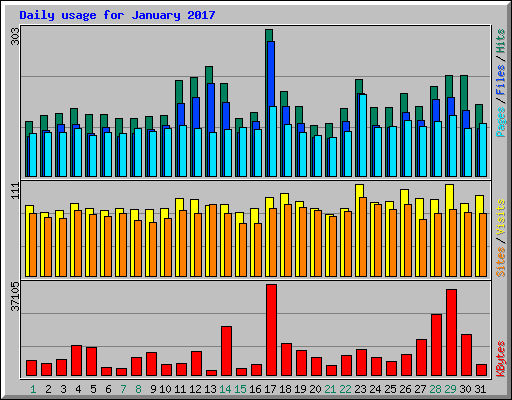 Daily usage for January 2017
303
Pages / Files / Hits
111
Sites / Visits
37105
KBytes
1 2 3 4 5 6 7 8 9 10 11 12 13 14 15 16 17 18 19 20 21 22 23 24 25 26 27 28 29 30 31